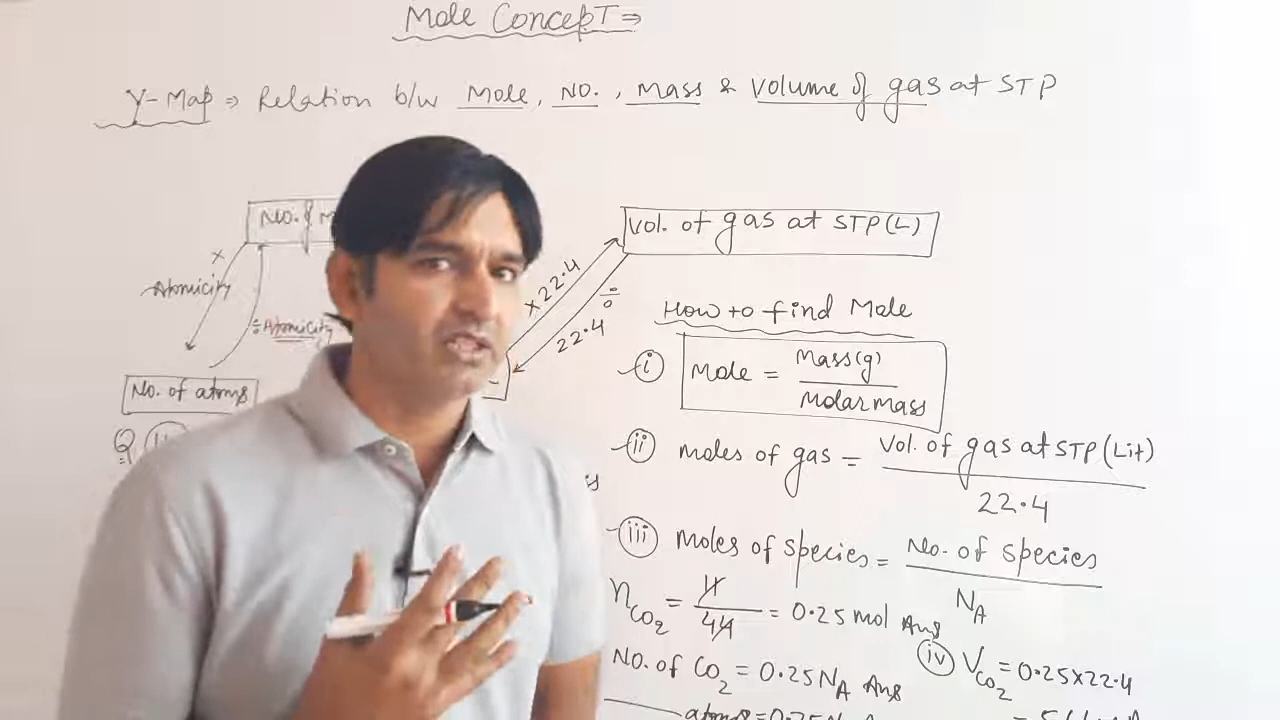 Mole Concept ⇒
Y-Map ⇒ Relation b/w Mole, NO., Mass & Volume of gas at STP
No. of m
Vol. of gas at STP(L)
×
Atomicity
÷ Atomicity
× 22.4
÷
22.4
No. of atoms
Q
How to find Mole
(i) Mole = Mass(g) / Molar mass
(ii) moles of gas = Vol. of gas at STP (Lit) / 22.4
(iii) Moles of species = No. of species / NA
nCO2 = 11 / 44 = 0.25 mol Ans
No. of CO2 = 0.25 NA Ans
(iv) VCO2 = 0.25×22.4